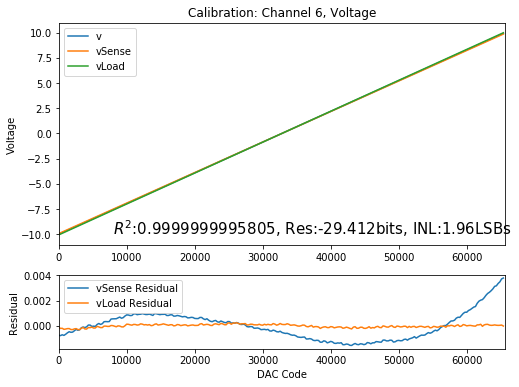 Calibration: Channel 6, Voltage
10.0
7.5
5.0
2.5
0.0
−2.5
−5.0
−7.5
−10.0
Voltage
v
vSense
vLoad
R²:0.9999999995805, Res:-29.412bits, INL:1.96LSBs
0 10000 20000 30000 40000 50000 60000
0.004
0.002
0.000
Residual
vSense Residual
vLoad Residual
0 10000 20000 30000 40000 50000 60000
DAC Code